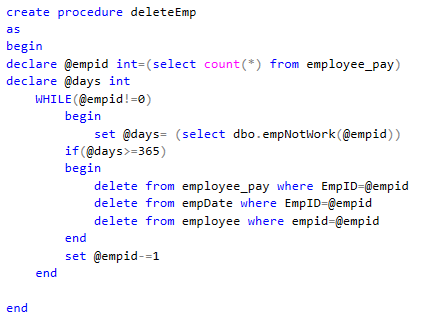 create procedure deleteEmp
as
begin
declare @empid int=(select count(*) from employee_pay)
declare @days int
    WHILE(@empid!=0)
        begin
            set @days= (select dbo.empNotWork(@empid))
        if(@days>=365)
        begin
            delete from employee_pay where EmpID=@empid
            delete from empDate where EmpID=@empid
            delete from employee where empid=@empid
        end
        set @empid-=1
    end

end